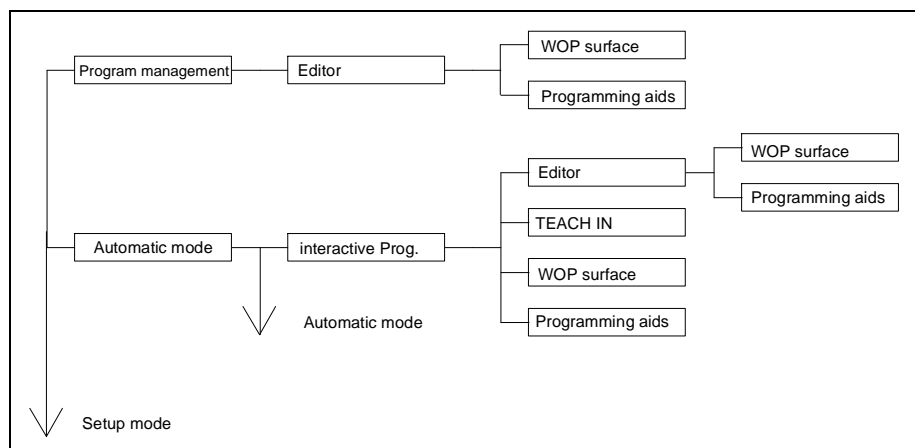 WOP surface
Program management
Editor
Programming aids
WOP surface
Editor
Programming aids
TEACH IN
Automatic mode
interactive Prog.
WOP surface
Automatic mode
Programming aids
Setup mode